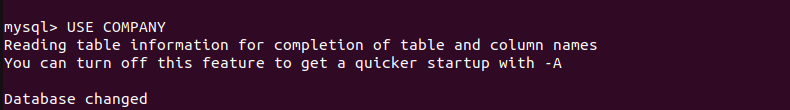 mysql> USE COMPANY
Reading table information for completion of table and column names
You can turn off this feature to get a quicker startup with -A
Database changed